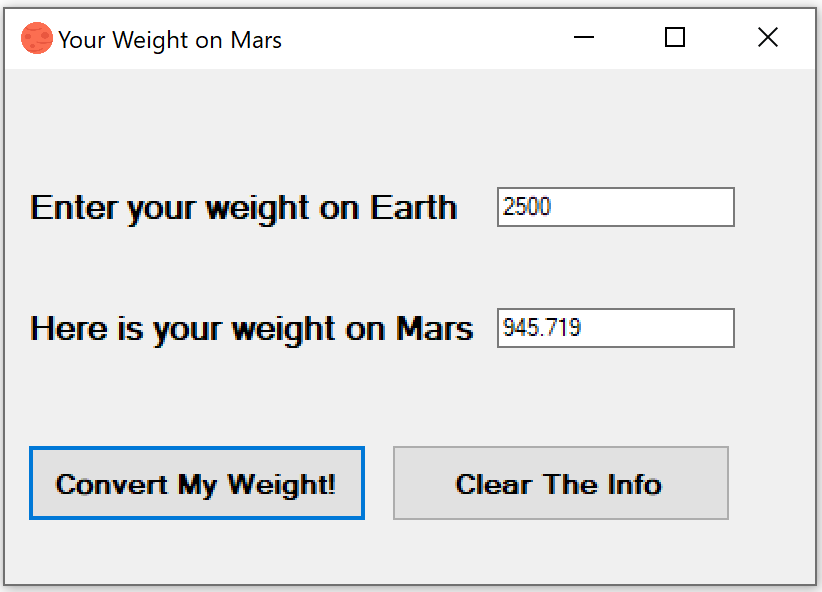 Your Weight on Mars
Enter your weight on Earth 2500
Here is your weight on Mars 945.719
Convert My Weight! Clear The Info